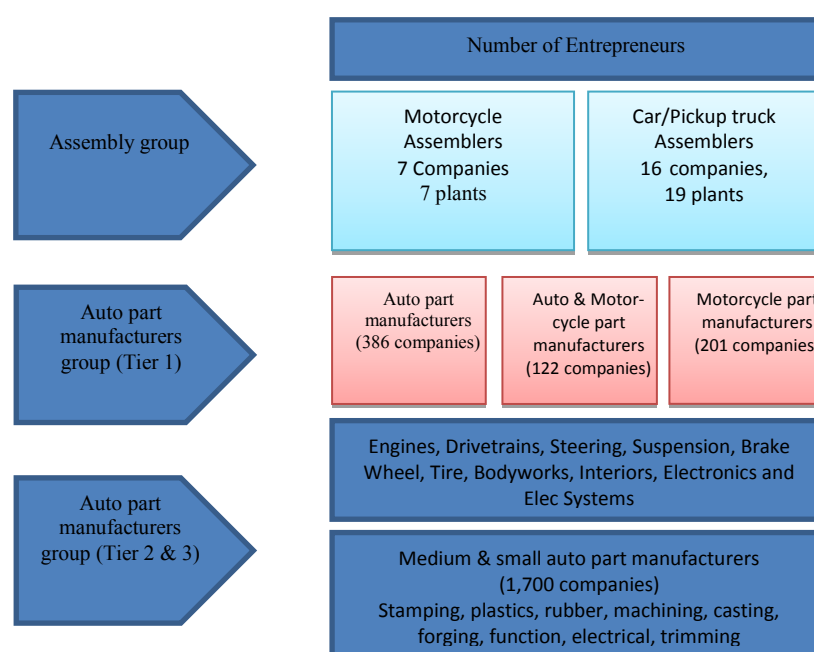 Number of Entrepreneurs
Assembly group
Motorcycle
Assemblers
7 Companies
7 plants
Car/Pickup truck
Assemblers
16 companies,
19 plants
Auto part
manufacturers
group (Tier 1)
Auto part
manufacturers
(386 companies)
Auto & Motor-
cycle part
manufacturers
(122 companies)
Motorcycle part
manufacturers
(201 companies
Engines, Drivetrains, Steering, Suspension, Brake
Wheel, Tire, Bodyworks, Interiors, Electronics and
Elec Systems
Auto part
manufacturers
group (Tier 2 & 3)
Medium & small auto part manufacturers
(1,700 companies)
Stamping, plastics, rubber, machining, casting,
forging, function, electrical, trimming